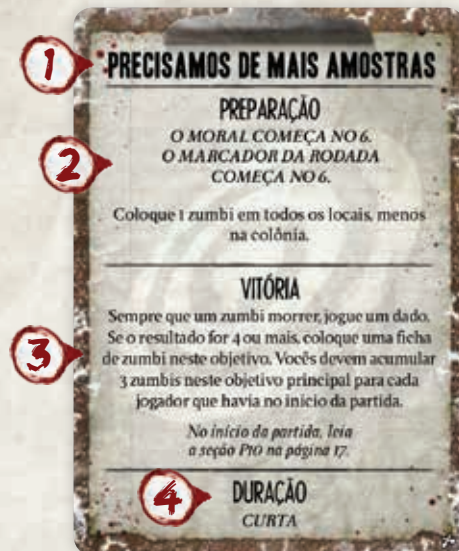 1
PRECISAMOS DE MAIS AMOSTRAS
PREPARAÇÃO
2
O MORAL COMEÇA NO 6.
O MARCADOR DA RODADA
COMEÇA NO 6.
Coloque 1 zumbi em todos os locais, menos
na colônia.
VITÓRIA
Sempre que um zumbi morrer, jogue um dado.
Se o resultado for 4 ou mais, coloque uma ficha
3
de zumbi neste objetivo. Vocês devem acumular
3 zumbis neste objetivo principal para cada
jogador que havia no início da partida.
No início da partida, leia
a seção P10 na página 17.
4
DURAÇÃO
CURTA